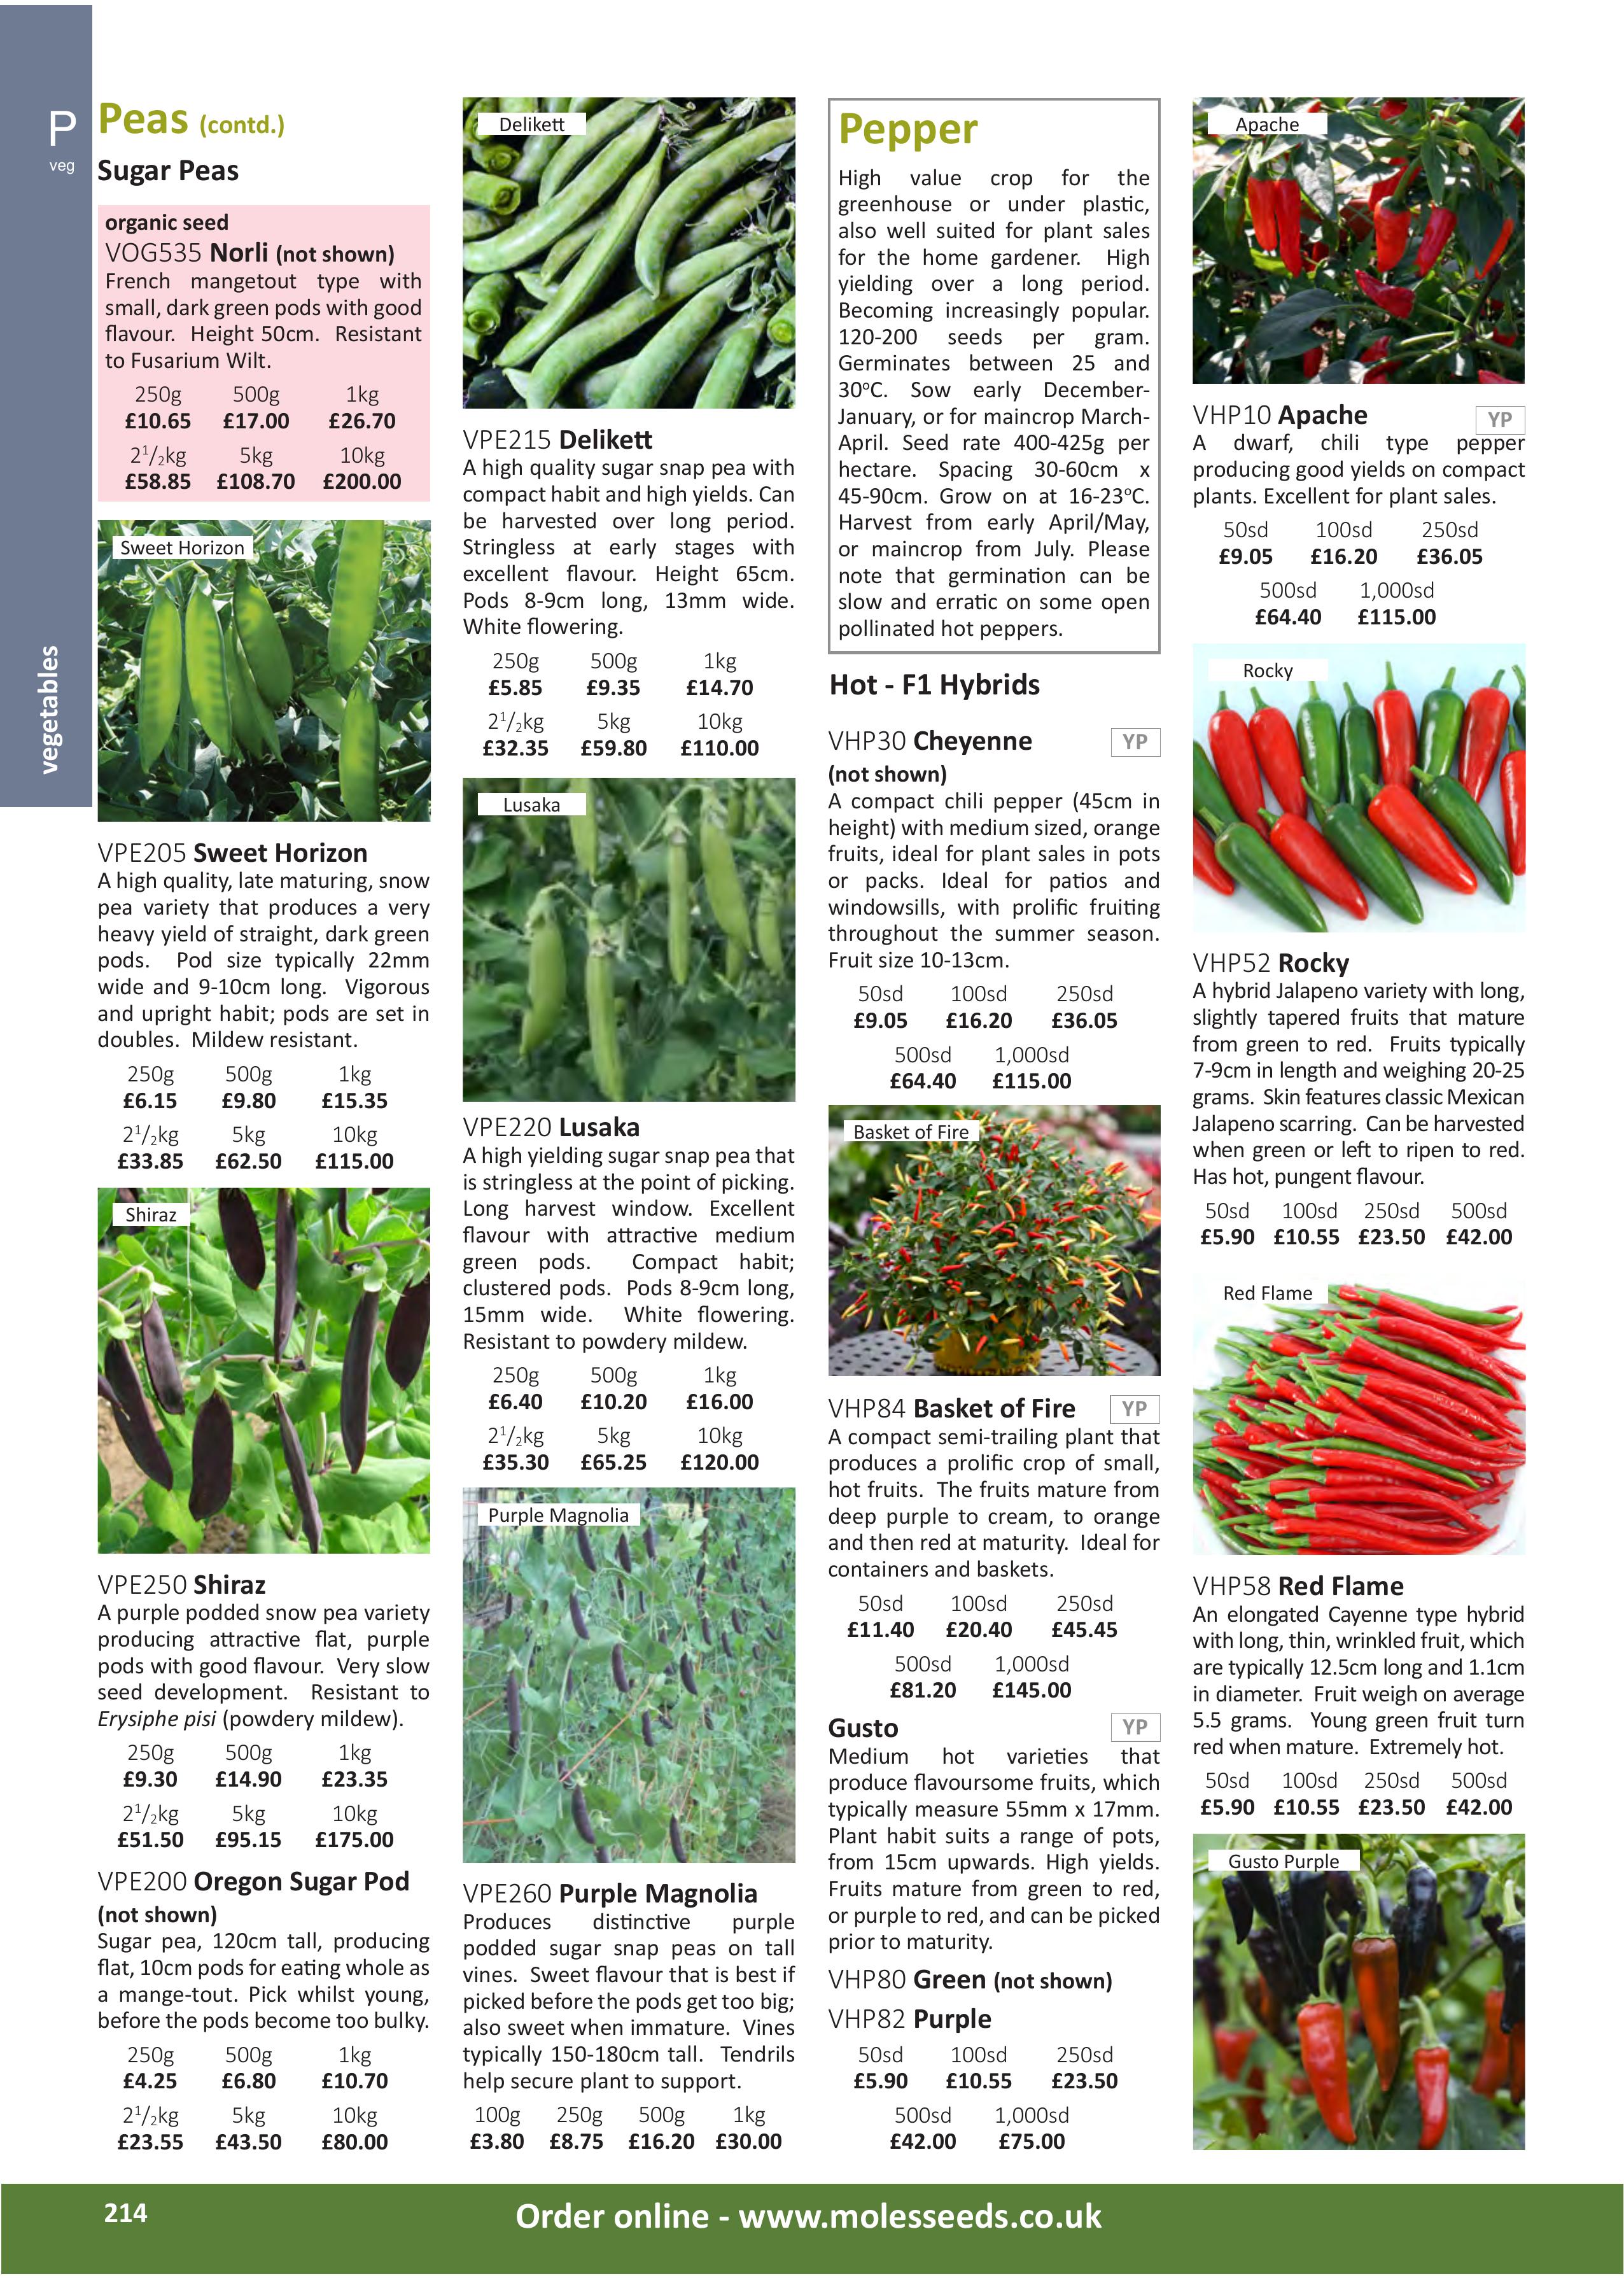 P
veg
vegetables
Peas (contd.)
Sugar Peas
organic seed
VOG535 Norli (not shown)
French mangetout type with
small, dark green pods with good
flavour. Height 50cm. Resistant
to Fusarium Wilt.
250g 500g 1kg
£10.65 £17.00 £26.70
2¹/₂kg 5kg 10kg
£58.85 £108.70 £200.00
Sweet Horizon
VPE205 Sweet Horizon
A high quality, late maturing, snow
pea variety that produces a very
heavy yield of straight, dark green
pods. Pod size typically 22mm
wide and 9-10cm long. Vigorous
and upright habit; pods are set in
doubles. Mildew resistant.
250g 500g 1kg
£6.15 £9.80 £15.35
2¹/₂kg 5kg 10kg
£33.85 £62.50 £115.00
Shiraz
VPE250 Shiraz
A purple podded snow pea variety
producing attractive flat, purple
pods with good flavour. Very slow
seed development. Resistant to
Erysiphe pisi (powdery mildew).
250g 500g 1kg
£9.30 £14.90 £23.35
2¹/₂kg 5kg 10kg
£51.50 £95.15 £175.00
VPE200 Oregon Sugar Pod
(not shown)
Sugar pea, 120cm tall, producing
flat, 10cm pods for eating whole as
a mange-tout. Pick whilst young,
before the pods become too bulky.
250g 500g 1kg
£4.25 £6.80 £10.70
2¹/₂kg 5kg 10kg
£23.55 £43.50 £80.00
Delikett
VPE215 Delikett
A high quality sugar snap pea with
compact habit and high yields. Can
be harvested over long period.
Stringless at early stages with
excellent flavour. Height 65cm.
Pods 8-9cm long, 13mm wide.
White flowering.
250g 500g 1kg
£5.85 £9.35 £14.70
2¹/₂kg 5kg 10kg
£32.35 £59.80 £110.00
Lusaka
VPE220 Lusaka
A high yielding sugar snap pea that
is stringless at the point of picking.
Long harvest window. Excellent
flavour with attractive medium
green pods. Compact habit;
clustered pods. Pods 8-9cm long,
15mm wide. White flowering.
Resistant to powdery mildew.
250g 500g 1kg
£6.40 £10.20 £16.00
2¹/₂kg 5kg 10kg
£35.30 £65.25 £120.00
Purple Magnolia
VPE260 Purple Magnolia
Produces distinctive purple
podded sugar snap peas on tall
vines. Sweet flavour that is best if
picked before the pods get too big;
also sweet when immature. Vines
typically 150-180cm tall. Tendrils
help secure plant to support.
100g 250g 500g 1kg
£3.80 £8.75 £16.20 £30.00
Pepper
High value crop for the
greenhouse or under plastic,
also well suited for plant sales
for the home gardener. High
yielding over a long period.
Becoming increasingly popular.
120-200 seeds per gram.
Germinates between 25 and
30ºC. Sow early December-
January, or for maincrop March-
April. Seed rate 400-425g per
hectare. Spacing 30-60cm x
45-90cm. Grow on at 16-23ºC.
Harvest from early April/May,
or maincrop from July. Please
note that germination can be
slow and erratic on some open
pollinated hot peppers.
Hot - F1 Hybrids
VHP30 Cheyenne YP
(not shown)
A compact chili pepper (45cm in
height) with medium sized, orange
fruits, ideal for plant sales in pots
or packs. Ideal for patios and
windowsills, with prolific fruiting
throughout the summer season.
Fruit size 10-13cm.
50sd 100sd 250sd
£9.05 £16.20 £36.05
500sd 1,000sd
£64.40 £115.00
Basket of Fire
VHP84 Basket of Fire YP
A compact semi-trailing plant that
produces a prolific crop of small,
hot fruits. The fruits mature from
deep purple to cream, to orange
and then red at maturity. Ideal for
containers and baskets.
50sd 100sd 250sd
£11.40 £20.40 £45.45
500sd 1,000sd
£81.20 £145.00
Gusto YP
Medium hot varieties that
produce flavoursome fruits, which
typically measure 55mm x 17mm.
Plant habit suits a range of pots,
from 15cm upwards. High yields.
Fruits mature from green to red,
or purple to red, and can be picked
prior to maturity.
VHP80 Green (not shown)
VHP82 Purple
50sd 100sd 250sd
£5.90 £10.55 £23.50
500sd 1,000sd
£42.00 £75.00
Apache
VHP10 Apache YP
A dwarf, chili type pepper
producing good yields on compact
plants. Excellent for plant sales.
50sd 100sd 250sd
£9.05 £16.20 £36.05
500sd 1,000sd
£64.40 £115.00
Rocky
VHP52 Rocky
A hybrid Jalapeno variety with long,
slightly tapered fruits that mature
from green to red. Fruits typically
7-9cm in length and weighing 20-25
grams. Skin features classic Mexican
Jalapeno scarring. Can be harvested
when green or left to ripen to red.
Has hot, pungent flavour.
50sd 100sd 250sd 500sd
£5.90 £10.55 £23.50 £42.00
Red Flame
VHP58 Red Flame
An elongated Cayenne type hybrid
with long, thin, wrinkled fruit, which
are typically 12.5cm long and 1.1cm
in diameter. Fruit weigh on average
5.5 grams. Young green fruit turn
red when mature. Extremely hot.
50sd 100sd 250sd 500sd
£5.90 £10.55 £23.50 £42.00
Gusto Purple
214
Order online - www.molesseeds.co.uk